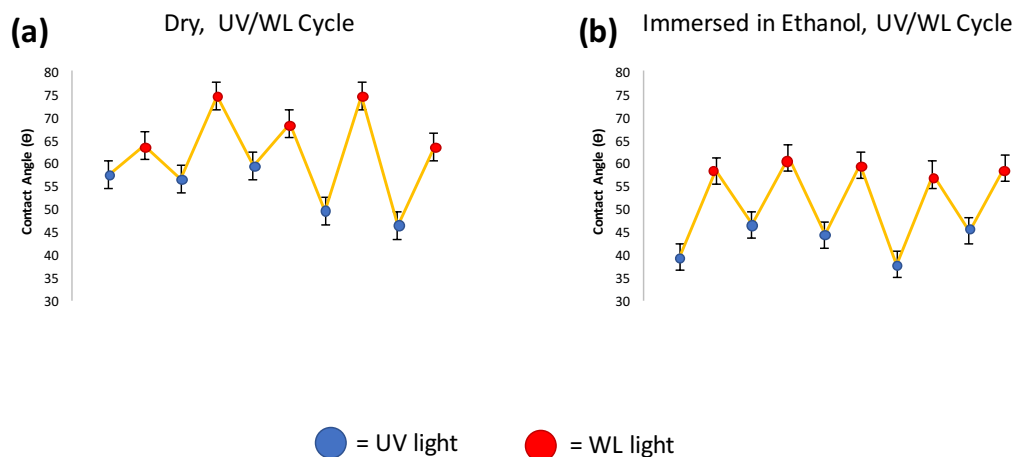 (a)
Dry, UV/WL Cycle
Contact Angle (Θ)
80
75
70
65
60
55
50
45
40
35
30
(b)
Immersed in Ethanol, UV/WL Cycle
Contact Angle (Θ)
80
75
70
65
60
55
50
45
40
35
30
= UV light
= WL light